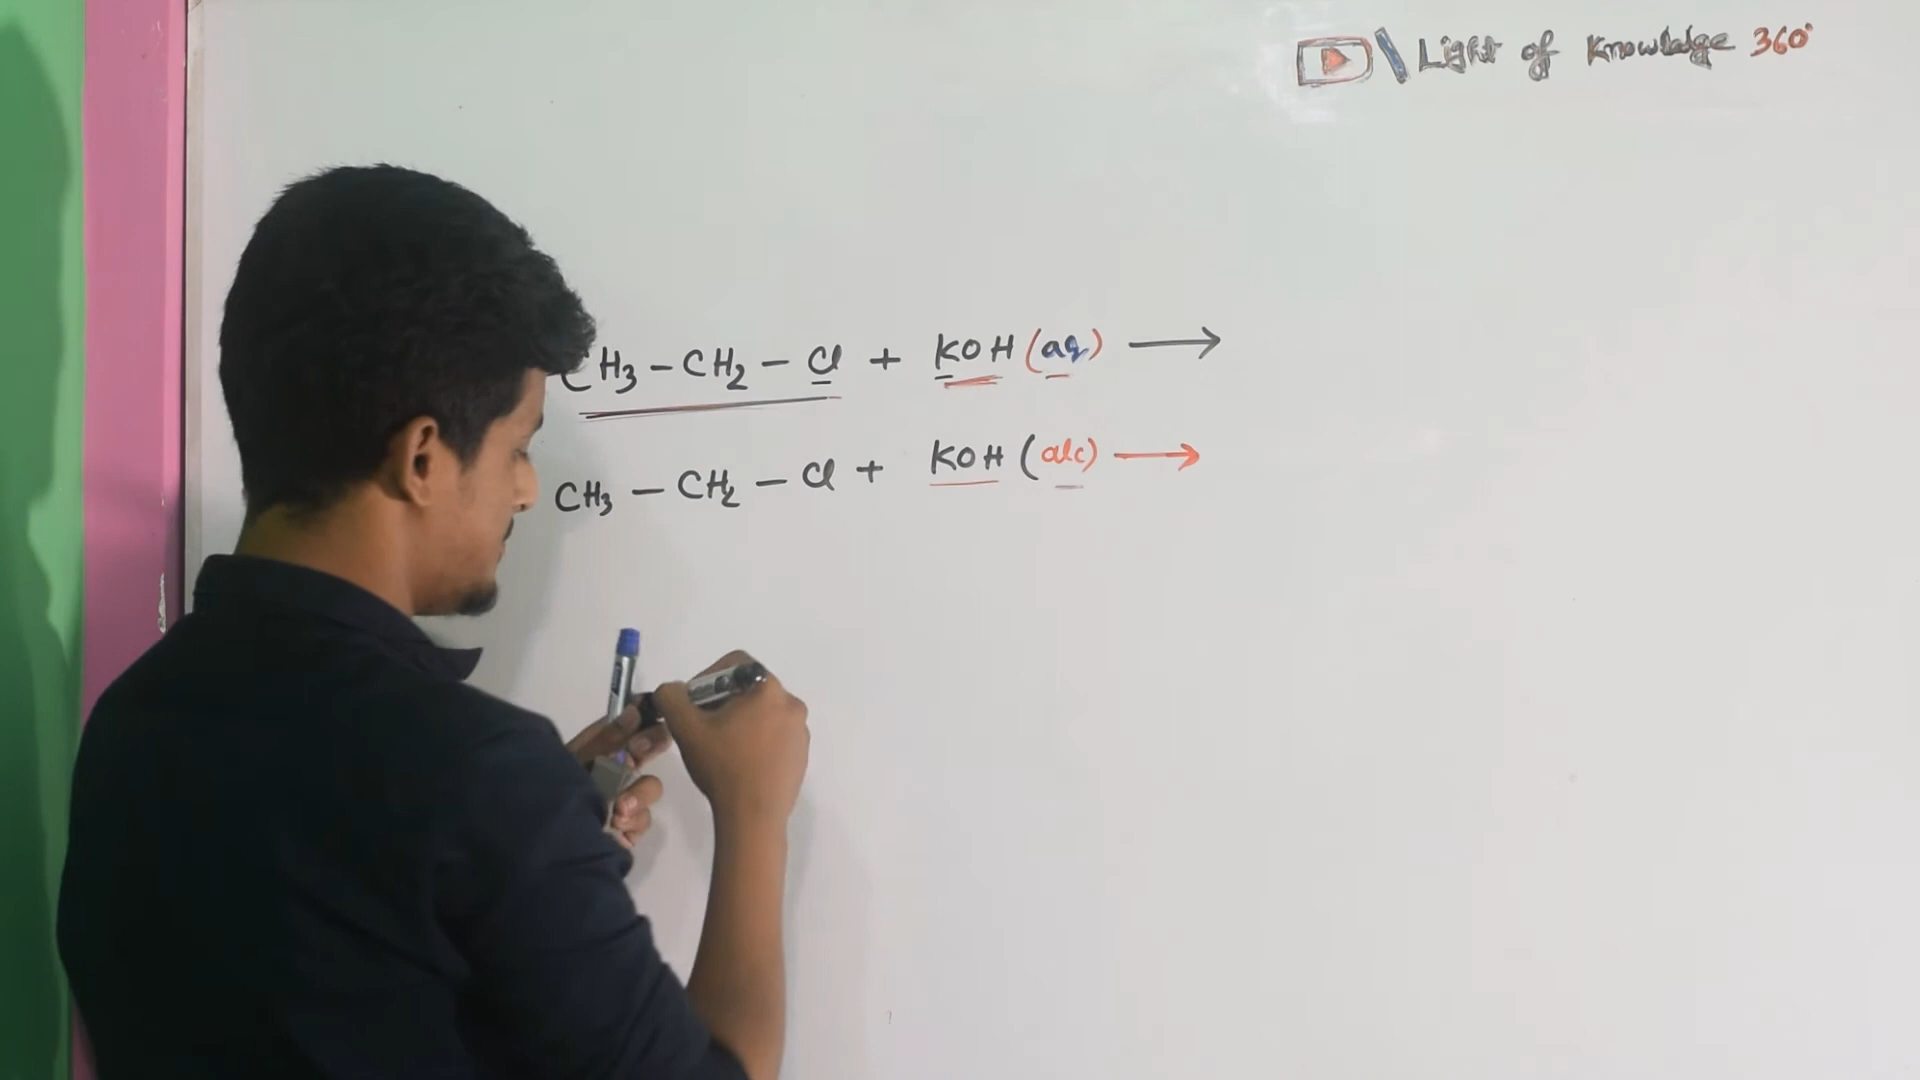 Light of Knowledge 360°
CH₃ – CH₂ – Cl + KOH (aq) ⟶
CH₃ – CH₂ – Cl + KOH (alc) ⟶